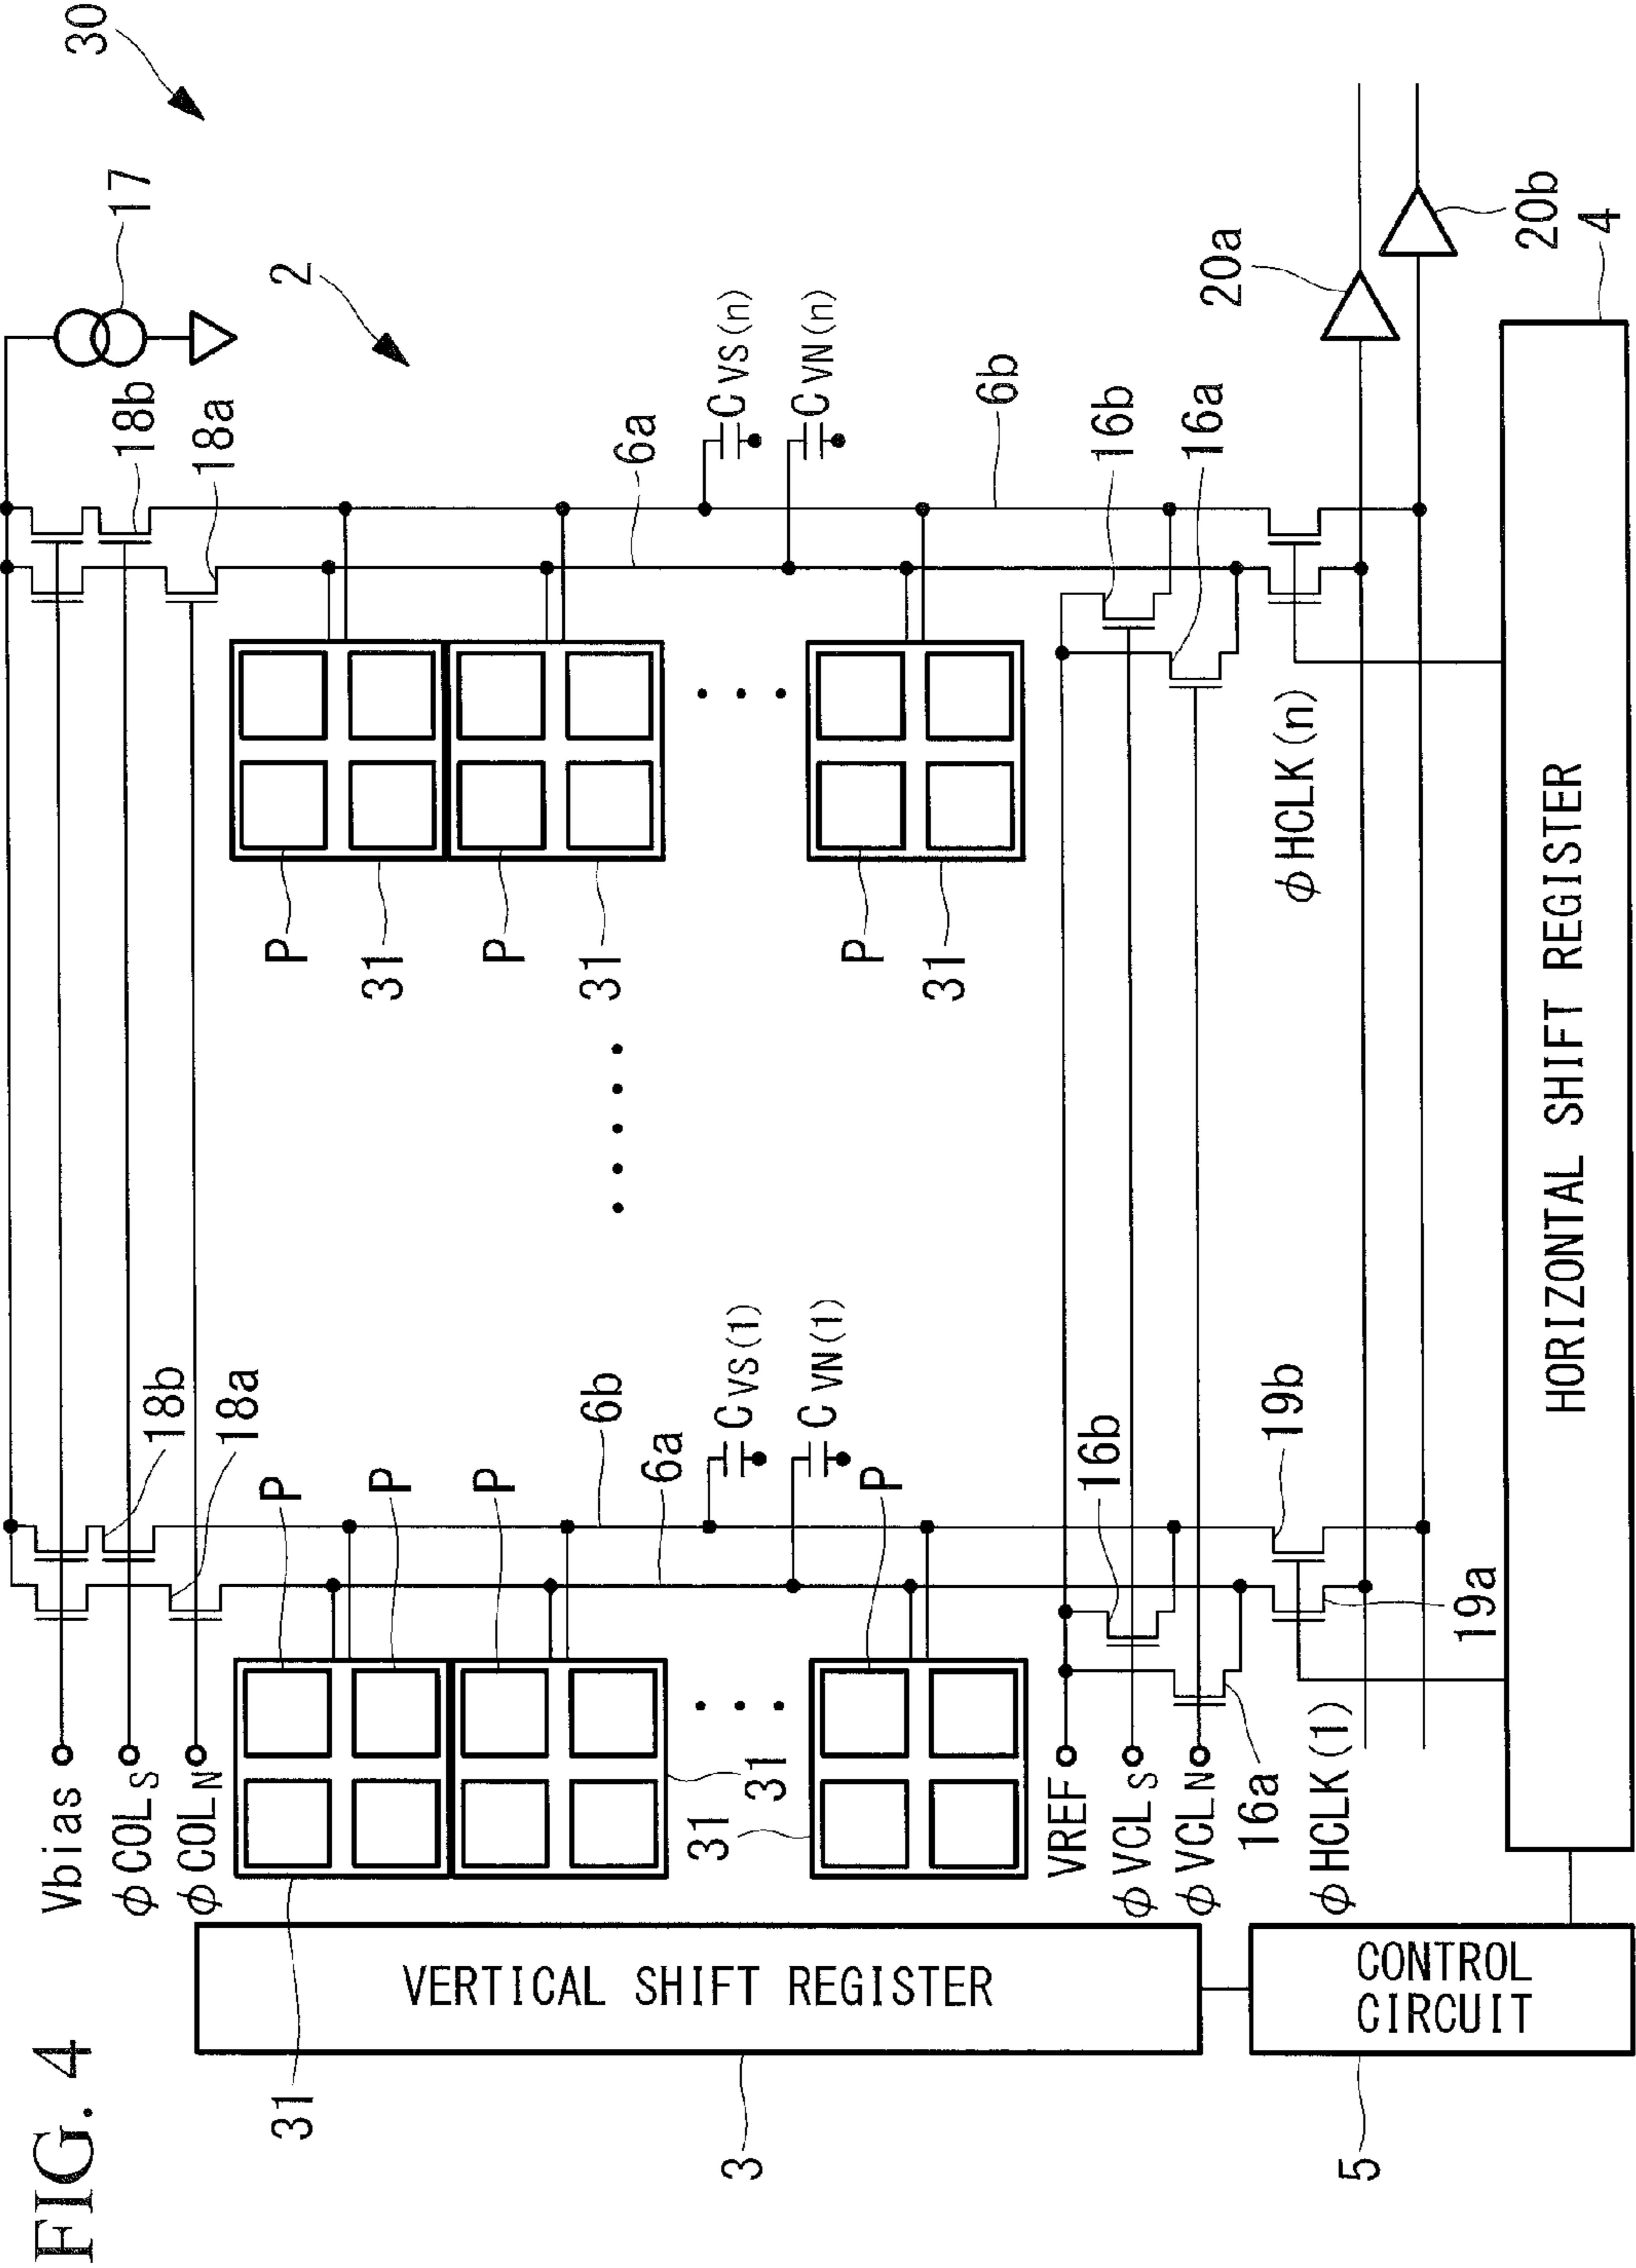 FIG. 4
30
17
2
Vbias
φCOLS
φCOLN
18b
18a
18b
18a
P
P
P
P
31
31
31
P
P
P
31
31
31
6b
6a
CVS(1)
CVN(1)
6a
CVS(n)
CVN(n)
6b
VREF
φVCLS
φVCLN
16b
16a
16b
16a
φHCLK(1)
19a
19b
φHCLK(n)
20a
20b
VERTICAL SHIFT REGISTER
3
CONTROL
CIRCUIT
5
HORIZONTAL SHIFT REGISTER
4